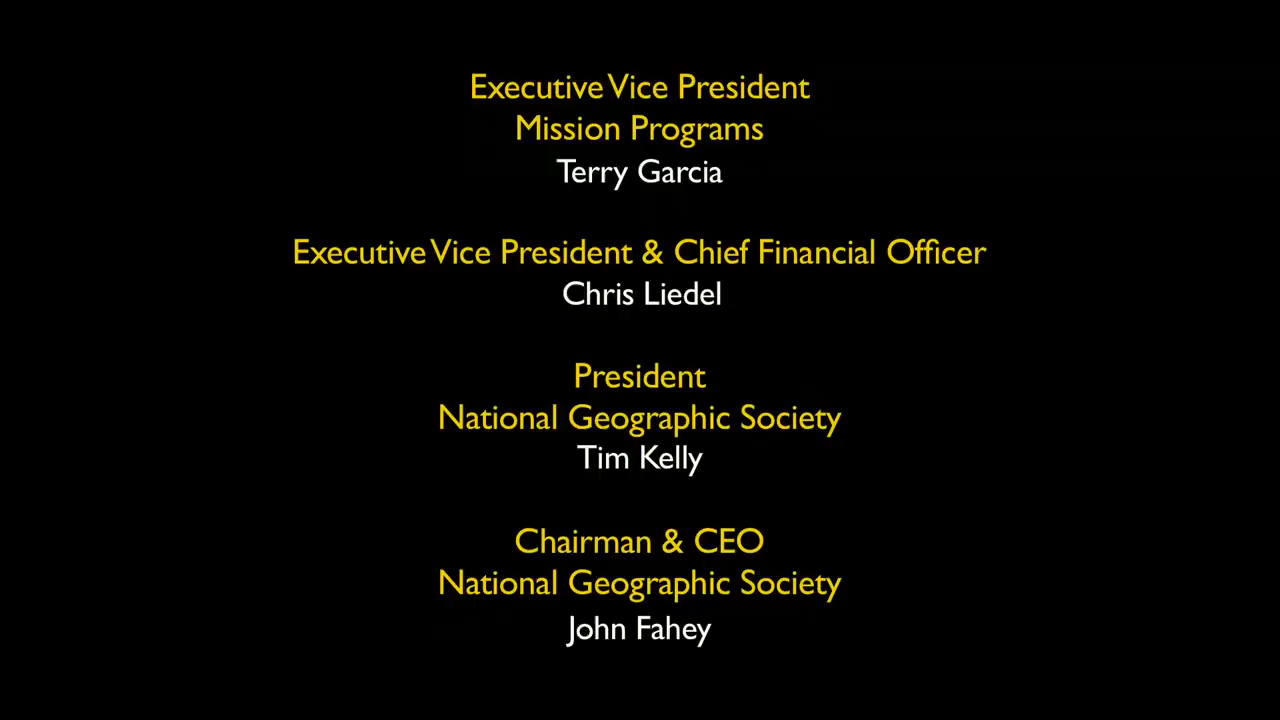 Executive Vice President
Mission Programs
Terry Garcia
Executive Vice President & Chief Financial Officer
Chris Liedel
President
National Geographic Society
Tim Kelly
Chairman & CEO
National Geographic Society
John Fahey